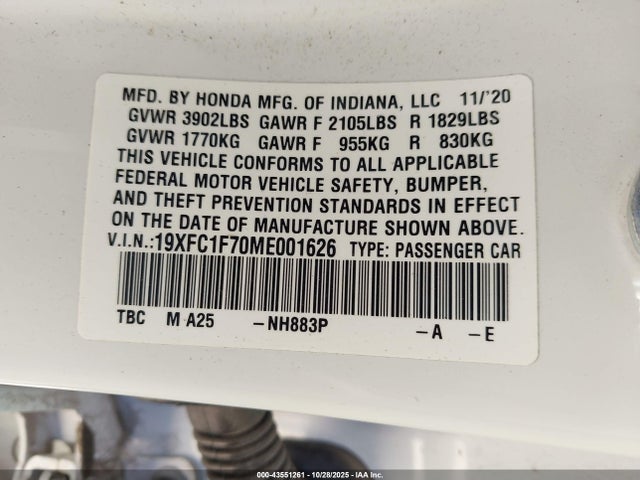 MFD. BY HONDA MFG. OF INDIANA, LLC 11/'20
GVWR 3902LBS GAWR F 2105LBS R 1829LBS
GVWR 1770KG GAWR F 955KG R 830KG
THIS VEHICLE CONFORMS TO ALL APPLICABLE
FEDERAL MOTOR VEHICLE SAFETY, BUMPER,
AND THEFT PREVENTION STANDARDS IN EFFECT
ON THE DATE OF MANUFACTURE SHOWN ABOVE.
V.I.N.:19XFC1F70ME001626 TYPE: PASSENGER CAR
TBC M A25 -NH883P -A -E
000-43551261 - 10/28/2025 - IAA Inc.